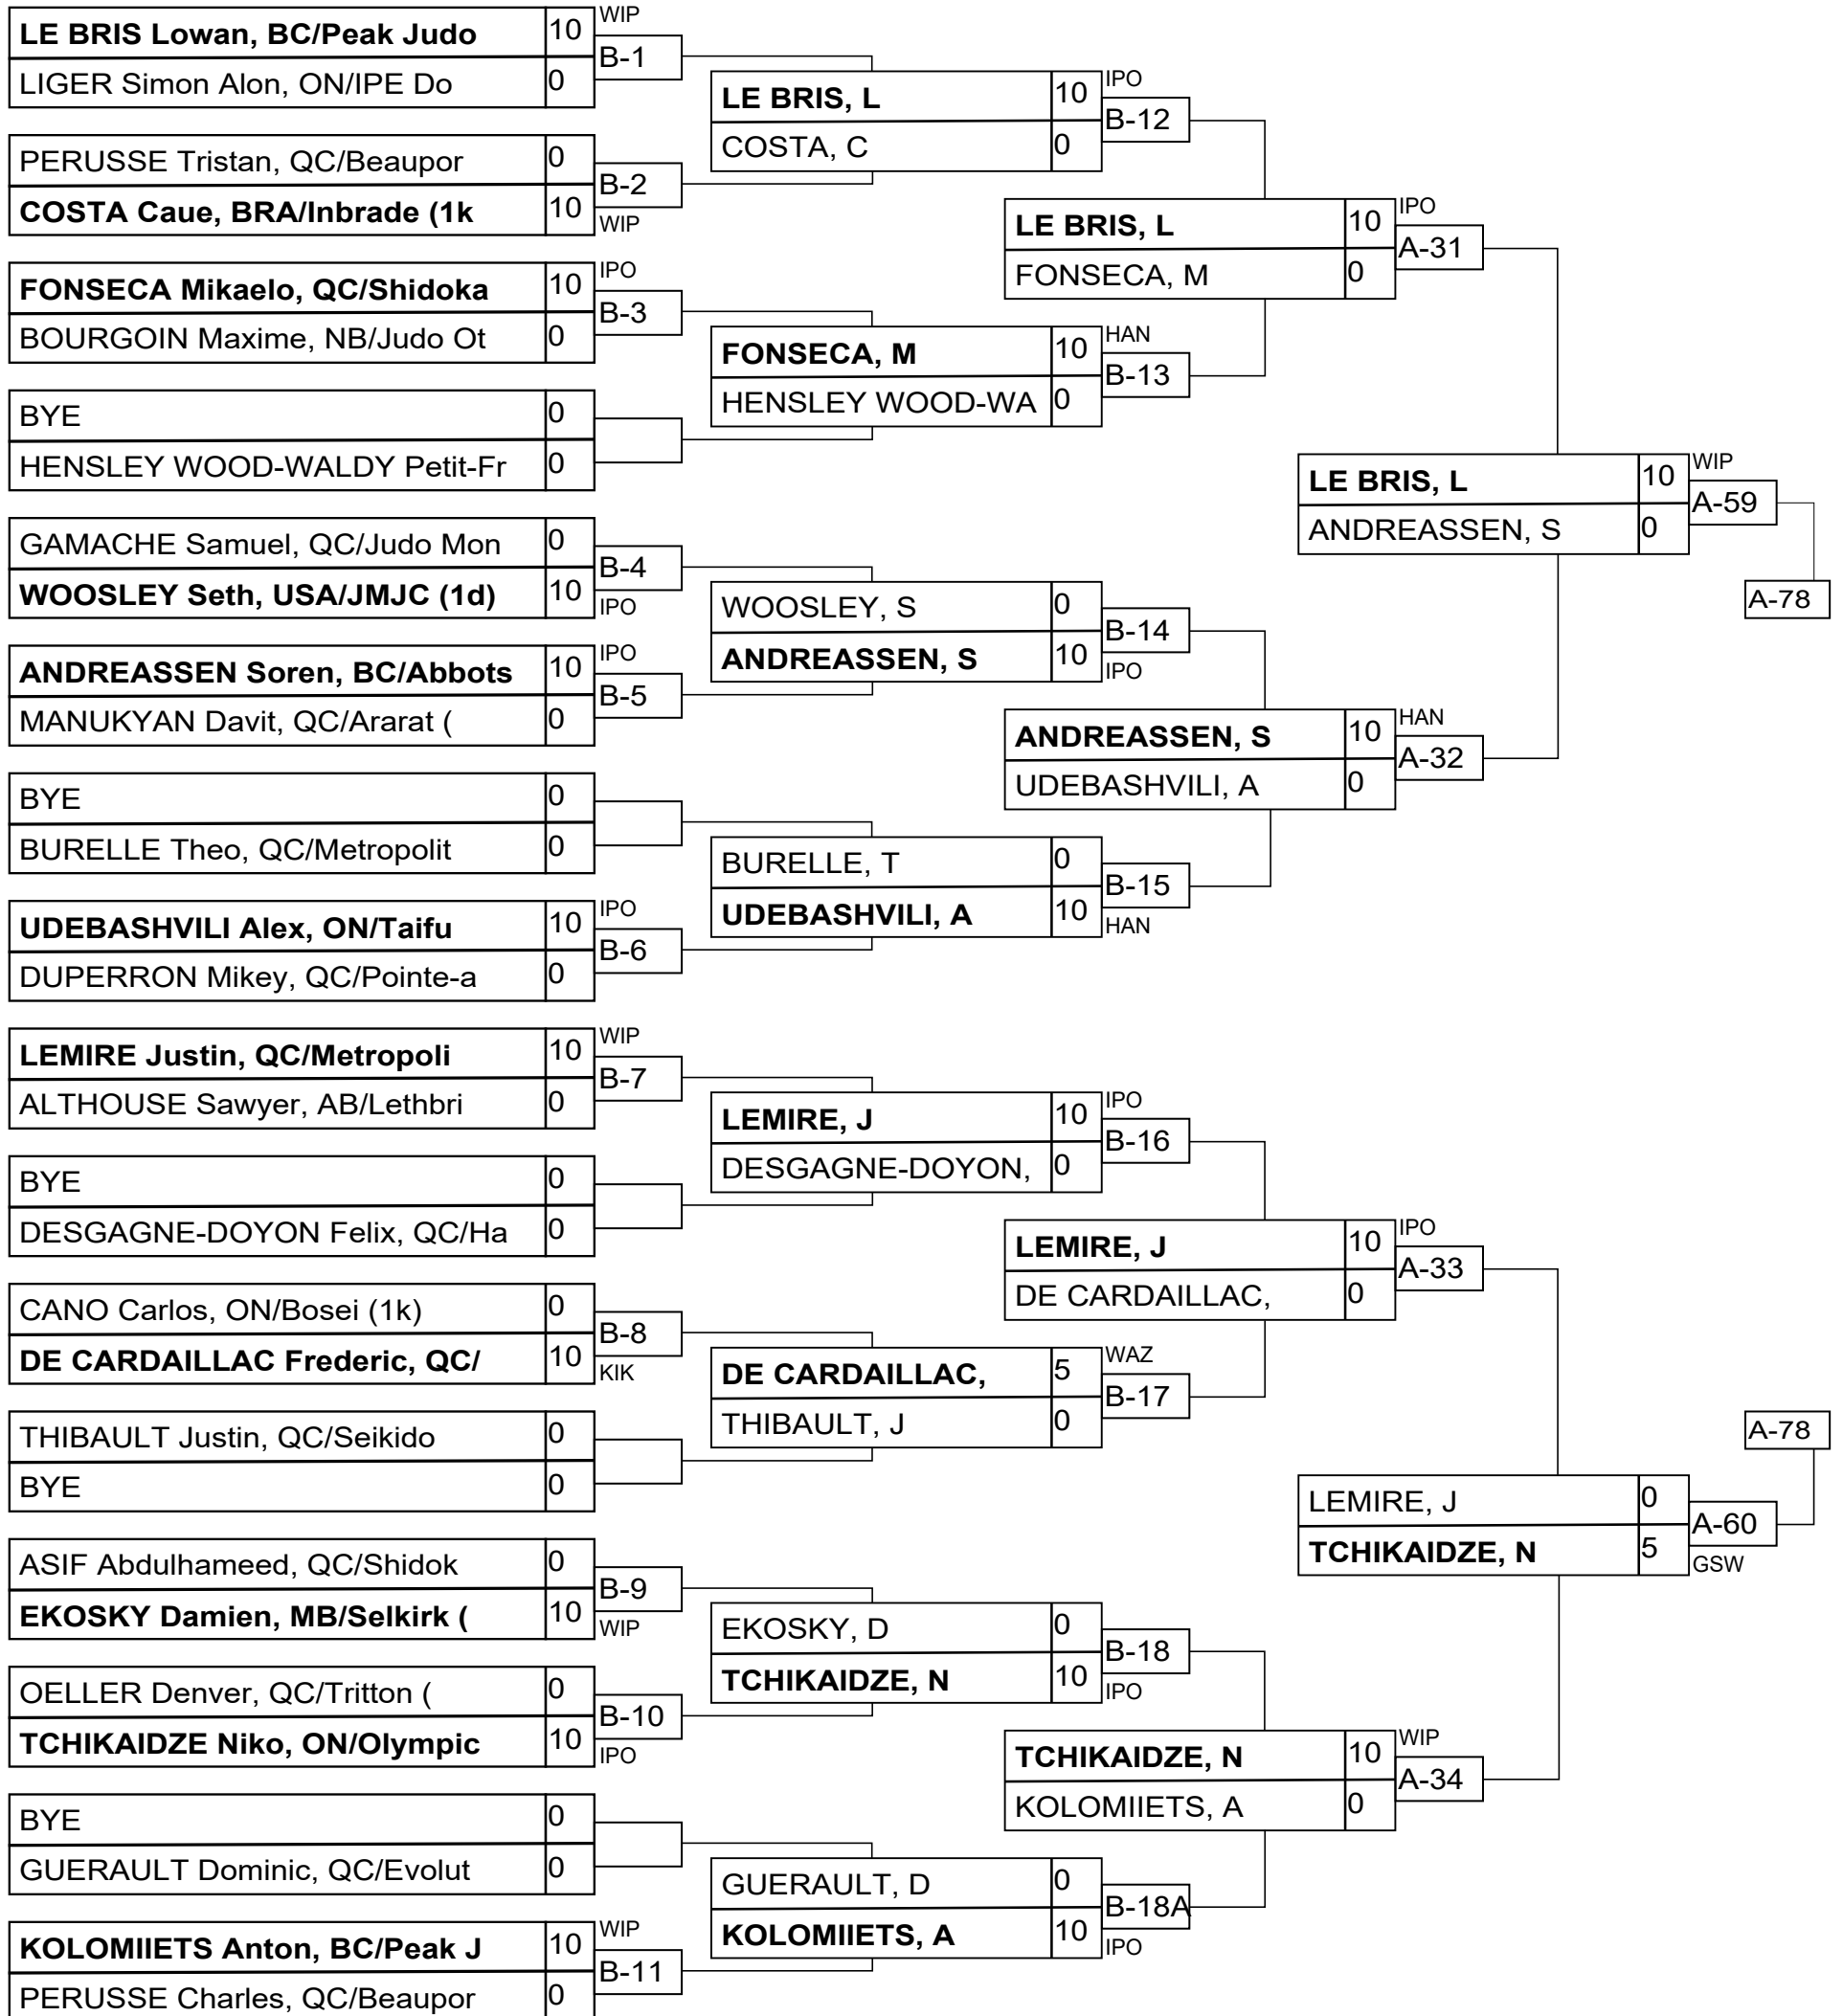 LE BRIS Lowan, BC/Peak Judo 10 WIP
B-1
LIGER Simon Alon, ON/IPE Do 0
PERUSSE Tristan, QC/Beaupor 0
B-2
COSTA Caue, BRA/Inbrade (1k 10 WIP
FONSECA Mikaelo, QC/Shidoka 10 IPO
B-3
BOURGOIN Maxime, NB/Judo Ot 0
BYE 0
HENSLEY WOOD-WALDY Petit-Fr 0
GAMACHE Samuel, QC/Judo Mon 0
B-4
WOOSLEY Seth, USA/JMJC (1d) 10 IPO
ANDREASSEN Soren, BC/Abbots 10 IPO
B-5
MANUKYAN Davit, QC/Ararat ( 0
BYE 0
BURELLE Theo, QC/Metropolit 0
UDEBASHVILI Alex, ON/Taifu 10 IPO
B-6
DUPERRON Mikey, QC/Pointe-a 0
LEMIRE Justin, QC/Metropoli 10 WIP
B-7
ALTHOUSE Sawyer, AB/Lethbri 0
BYE 0
DESGAGNE-DOYON Felix, QC/Ha 0
CANO Carlos, ON/Bosei (1k) 0
B-8
DE CARDAILLAC Frederic, QC/ 10 KIK
THIBAULT Justin, QC/Seikido 0
BYE 0
ASIF Abdulhameed, QC/Shidok 0
B-9
EKOSKY Damien, MB/Selkirk ( 10 WIP
OELLER Denver, QC/Tritton ( 0
B-10
TCHIKAIDZE Niko, ON/Olympic 10 IPO
BYE 0
GUERAULT Dominic, QC/Evolut 0
KOLOMIIETS Anton, BC/Peak J 10 WIP
B-11
PERUSSE Charles, QC/Beaupor 0
LE BRIS, L 10 IPO
B-12
COSTA, C 0
FONSECA, M 10 HAN
B-13
HENSLEY WOOD-WA 0
WOOSLEY, S 0
B-14
ANDREASSEN, S 10 IPO
BURELLE, T 0
B-15
UDEBASHVILI, A 10 HAN
LEMIRE, J 10 IPO
B-16
DESGAGNE-DOYON, 0
DE CARDAILLAC, 5 WAZ
B-17
THIBAULT, J 0
EKOSKY, D 0
B-18
TCHIKAIDZE, N 10 IPO
GUERAULT, D 0
B-18A
KOLOMIIETS, A 10 IPO
LE BRIS, L 10 IPO
A-31
FONSECA, M 0
ANDREASSEN, S 10 HAN
A-32
UDEBASHVILI, A 0
LEMIRE, J 10 IPO
A-33
DE CARDAILLAC, 0
TCHIKAIDZE, N 10 WIP
A-34
KOLOMIIETS, A 0
LE BRIS, L 10 WIP
A-59
ANDREASSEN, S 0
A-78
A-78
LEMIRE, J 0
A-60
TCHIKAIDZE, N 5 GSW